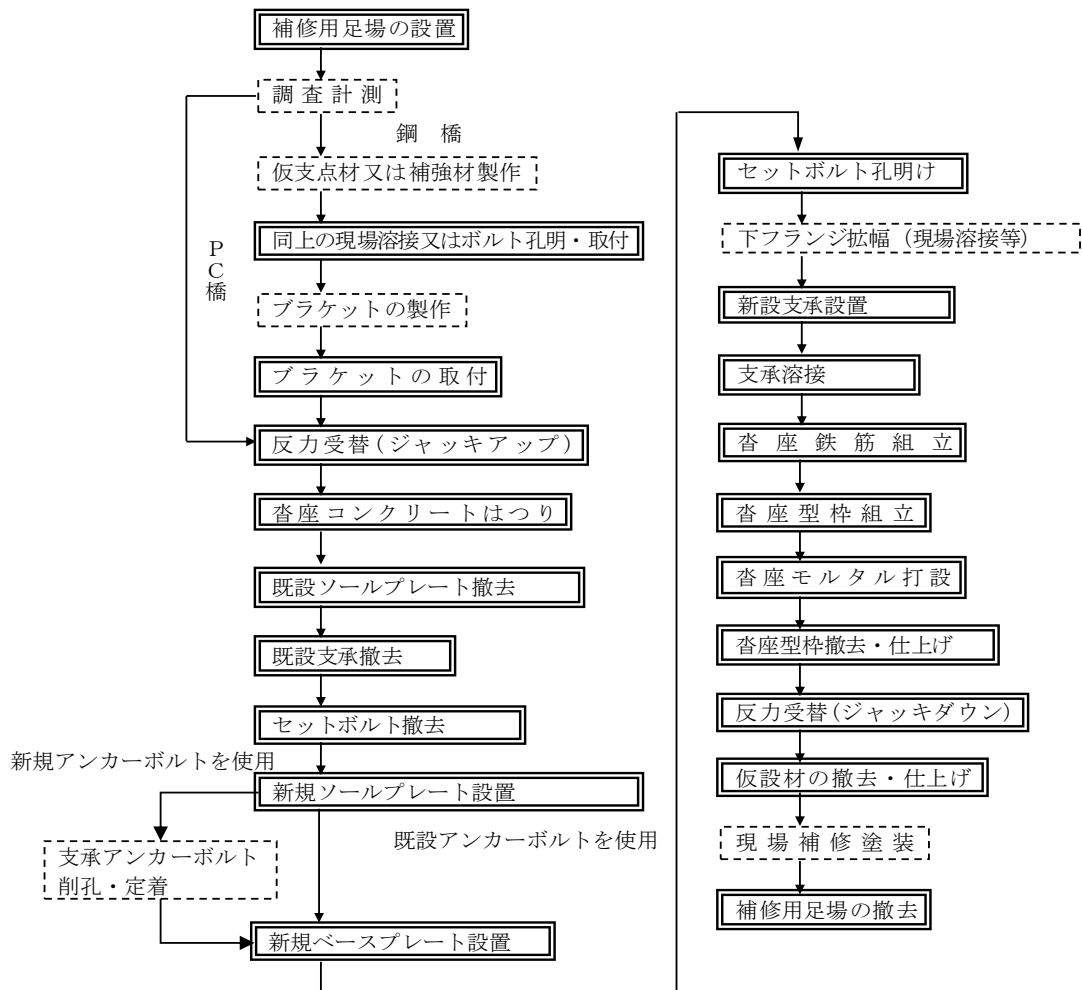 補修用足場の設置
調査計測
鋼 橋
仮支点材又は補強材製作
同上の現場溶接又はボルト孔明・取付
PC橋
ブラケットの製作
ブラケットの取付
反力受替(ジャッキアップ)
沓座コンクリートはつり
既設ソールプレート撤去
既設支承撤去
セットボルト撤去
新規アンカーボルトを使用
新規ソールプレート設置
既設アンカーボルトを使用
支承アンカーボルト
削孔・定着
新規ベースプレート設置
セットボルト孔明け
下フランジ拡幅（現場溶接等）
新設支承設置
支承溶接
沓座鉄筋組立
沓座型枠組立
沓座モルタル打設
沓座型枠撤去・仕上げ
反力受替(ジャッキダウン)
仮設材の撤去・仕上げ
現場補修塗装
補修用足場の撤去